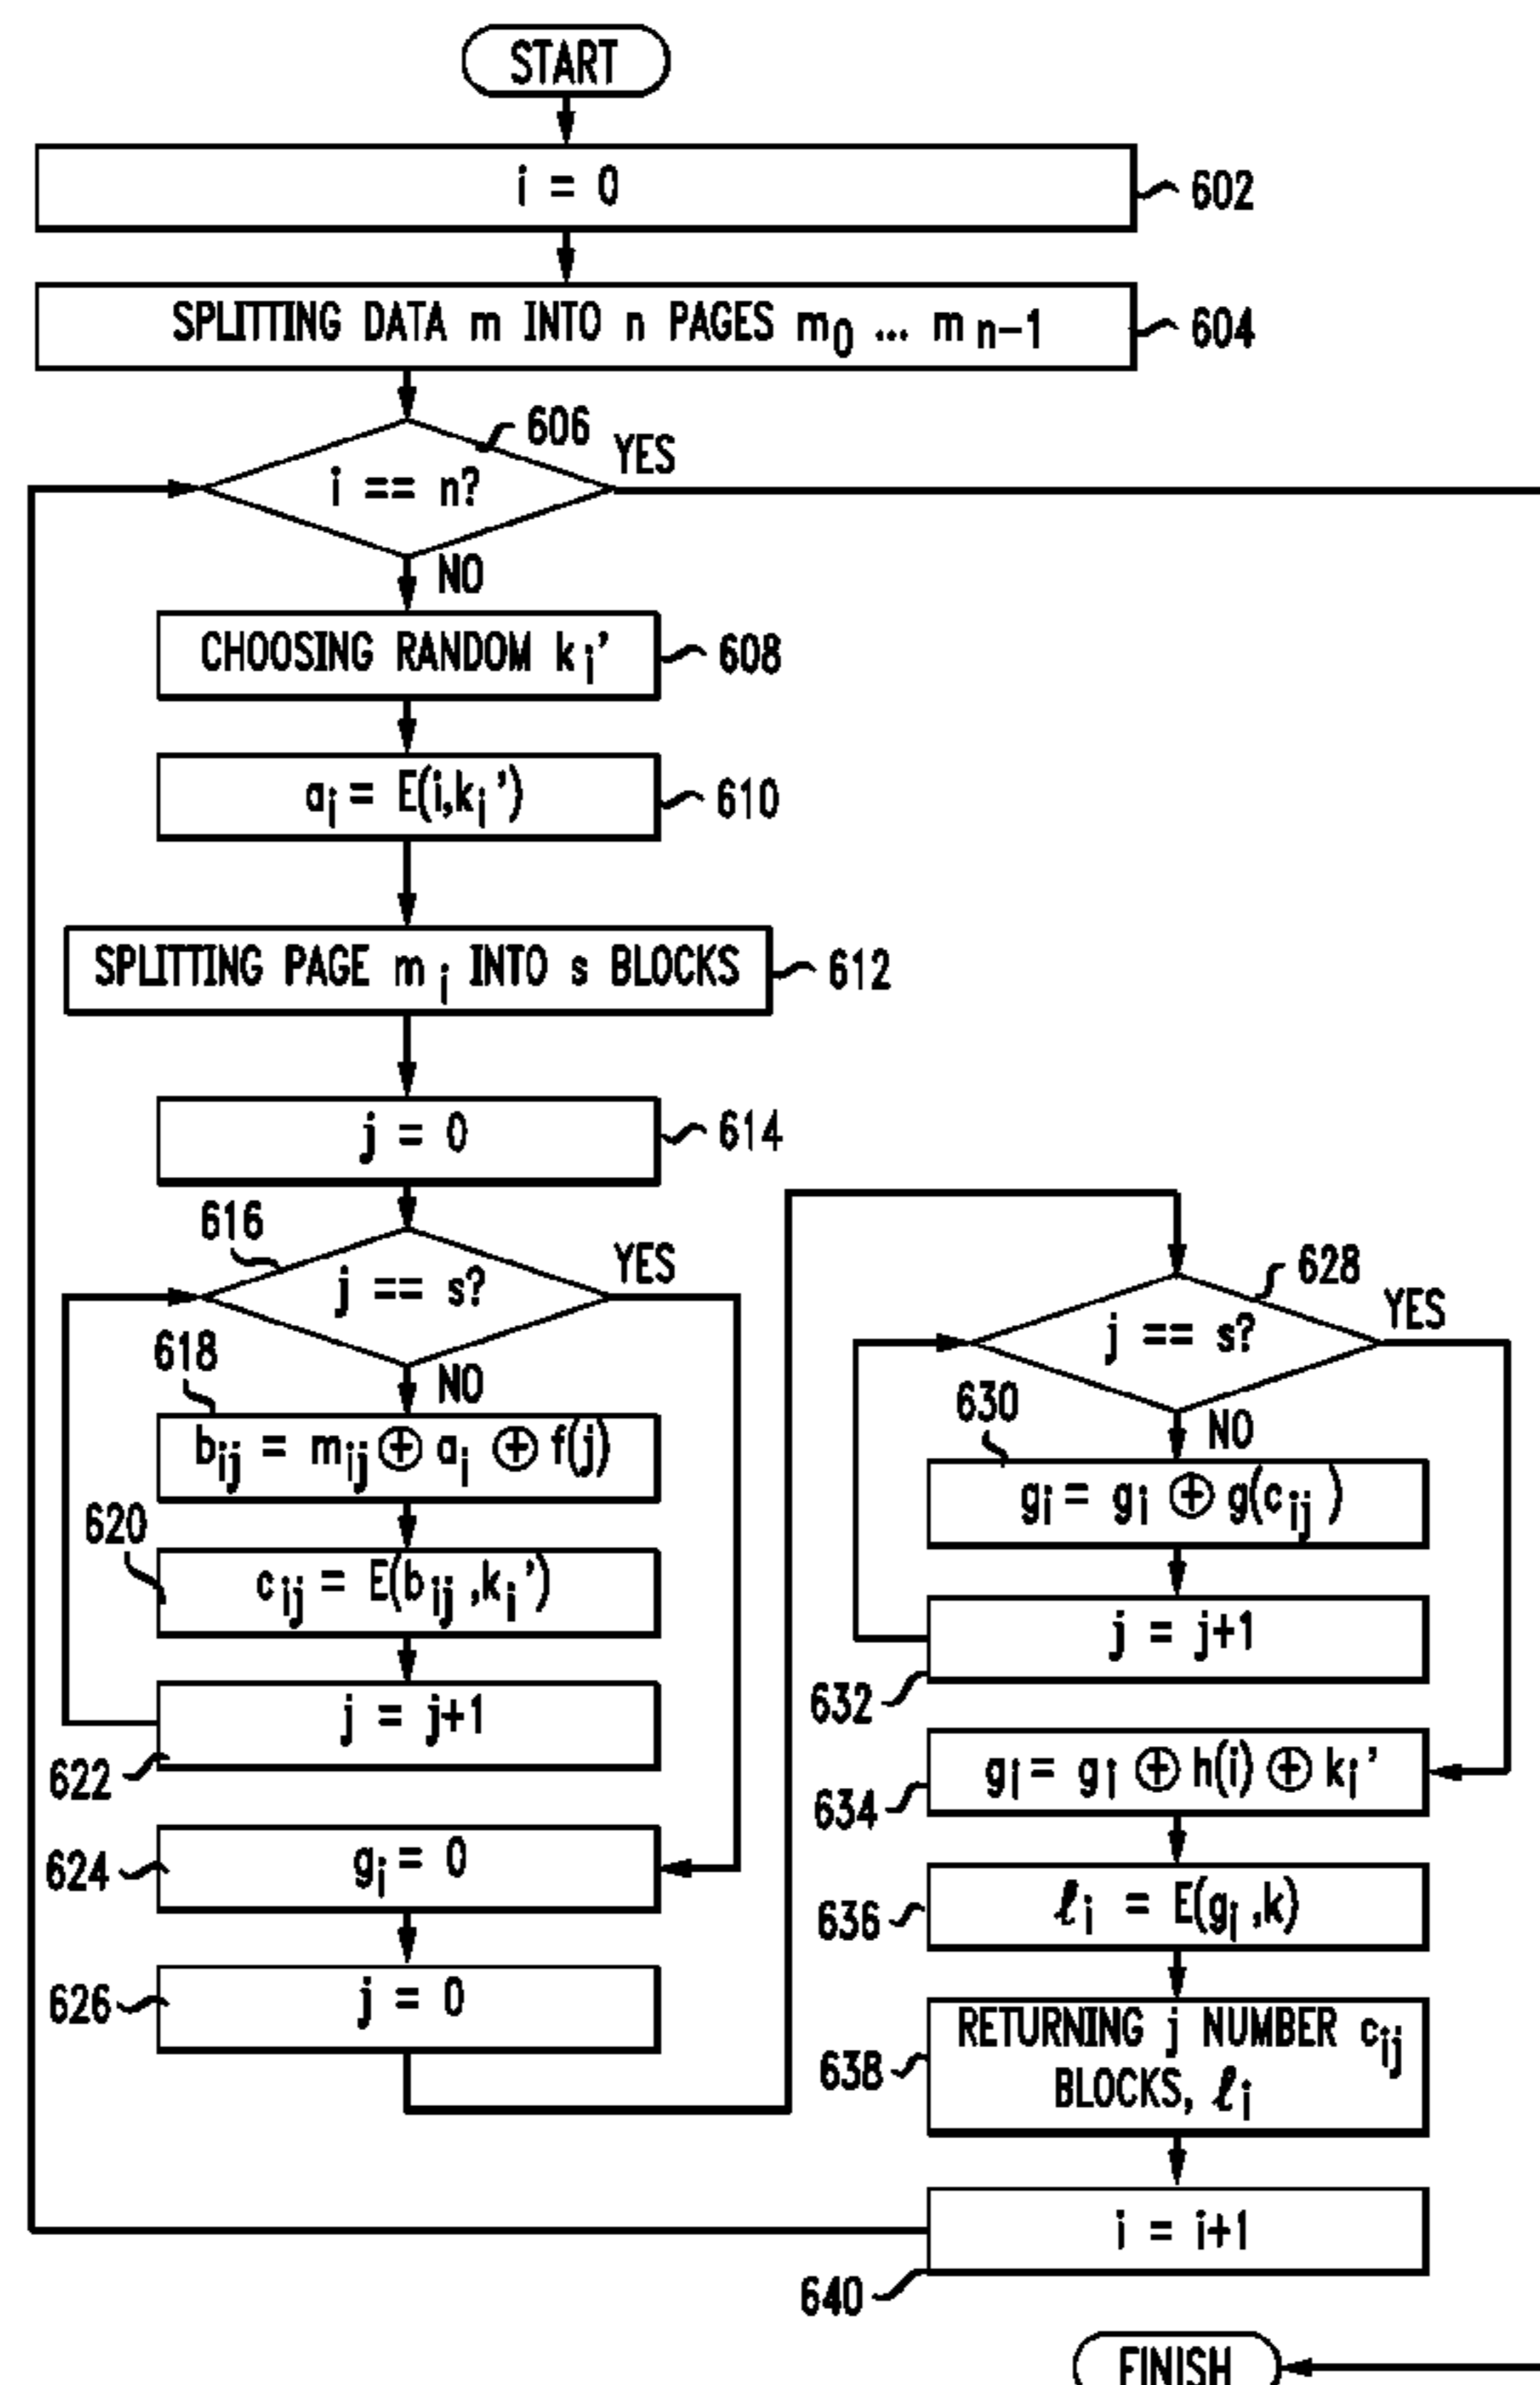 START
i = 0
602
SPLITTING DATA m INTO n PAGES m0 ... m n-1
604
606
i == n?
YES
NO
CHOOSING RANDOM ki'
608
ai = E(i,ki')
610
SPLITTING PAGE mi INTO s BLOCKS
612
j = 0
614
616
j == s?
YES
NO
618
bij = mij ⊕ ai ⊕ f(j)
620
cij = E(bij ,ki')
j = j+1
622
gi = 0
624
j = 0
626
628
j == s?
YES
NO
630
gi = gi ⊕ g(cij )
j = j+1
632
gi = gi ⊕ h(i) ⊕ ki'
634
ℓi = E(gi ,k)
636
RETURNING j NUMBER cij
BLOCKS, ℓi
638
i = i+1
640
FINISH